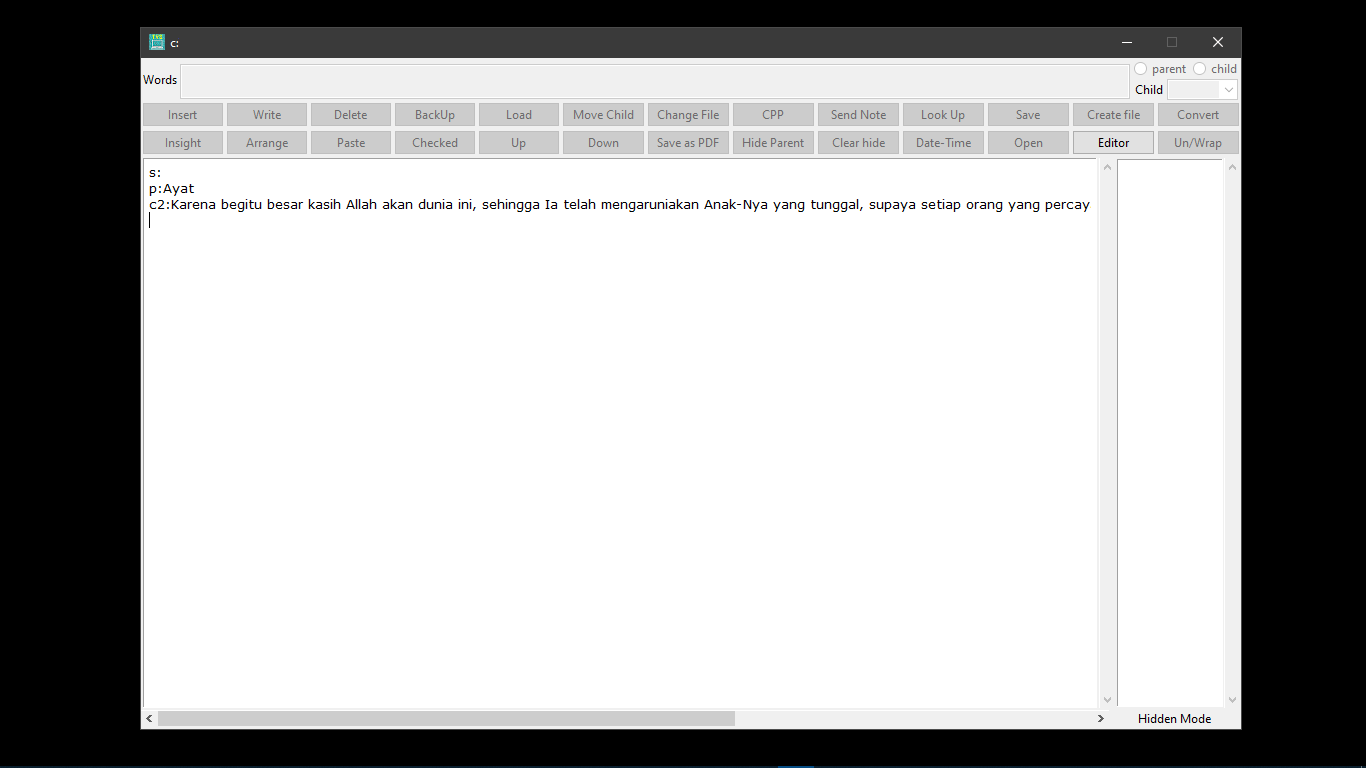 c:
Words
parent child
Child
Insert Write Delete BackUp Load Move Child Change File CPP Send Note Look Up Save Create file Convert
Insight Arrange Paste Checked Up Down Save as PDF Hide Parent Clear hide Date-Time Open Editor Un/Wrap
s:
p:Ayat
c2:Karena begitu besar kasih Allah akan dunia ini, sehingga Ia telah mengaruniakan Anak-Nya yang tunggal, supaya setiap orang yang percay
Hidden Mode